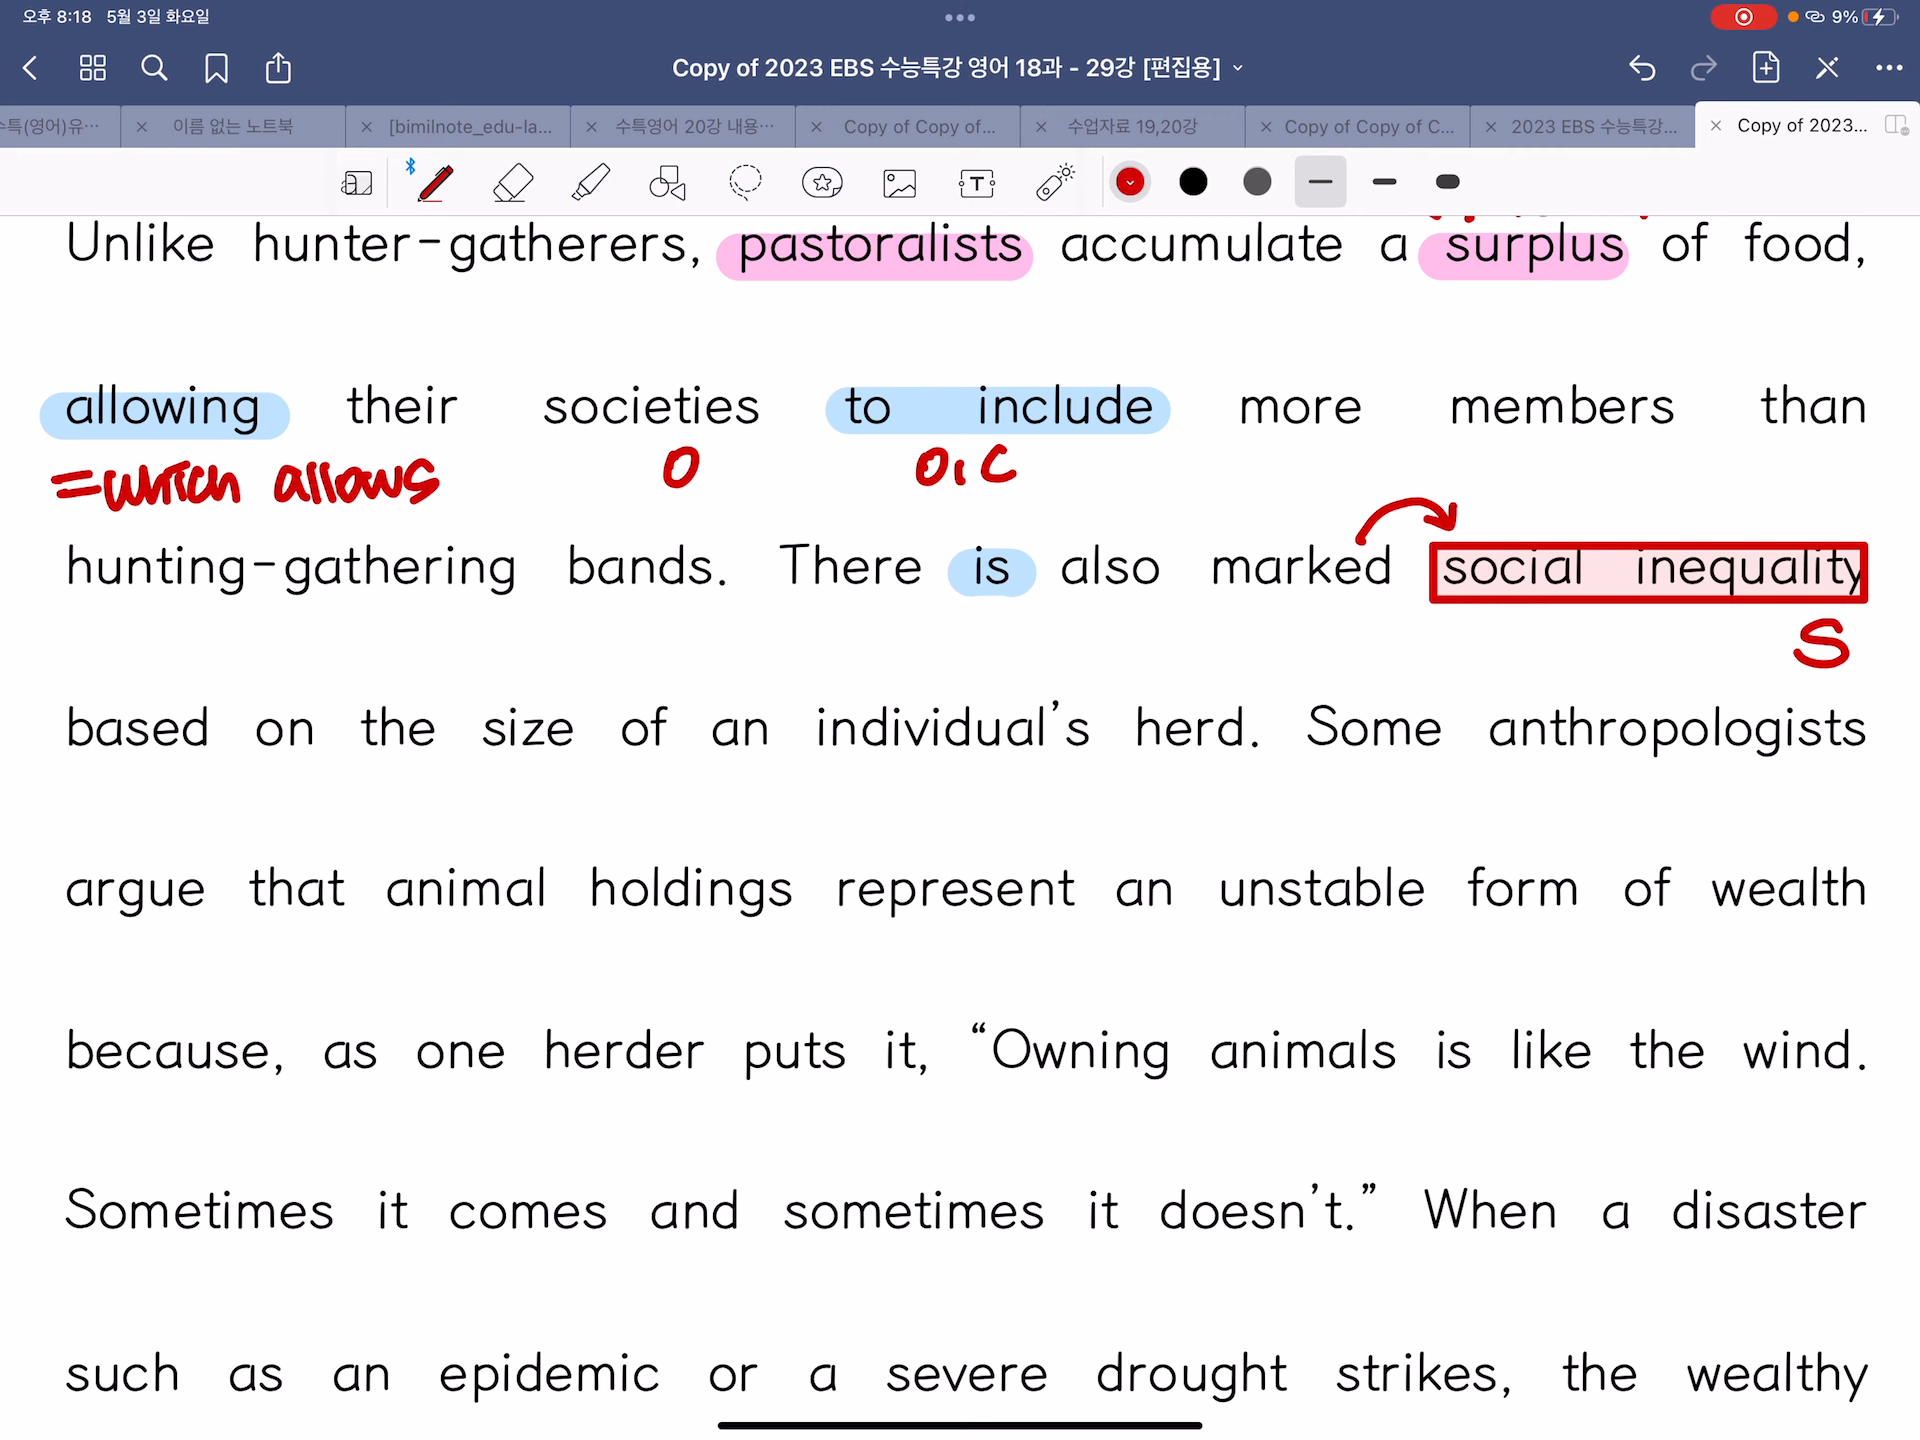 오후 8:18 5월 3일 화요일
9%
Copy of 2023 EBS 수능특강 영어 18과 - 29강 [편집용]
수특(영어)유… 이름 없는 노트북 [bimilnote_edu-la... 수특영어 20강 내용… Copy of Copy of... 수업자료 19,20강 Copy of Copy of C... 2023 EBS 수능특강... Copy of 2023...
Unlike hunter-gatherers, pastoralists accumulate a surplus of food,
allowing their societies to include more members than
=which allows O O.C
hunting-gathering bands. There is also marked social inequality
S
based on the size of an individual's herd. Some anthropologists
argue that animal holdings represent an unstable form of wealth
because, as one herder puts it, “Owning animals is like the wind.
Sometimes it comes and sometimes it doesn't.” When a disaster
such as an epidemic or a severe drought strikes, the wealthy